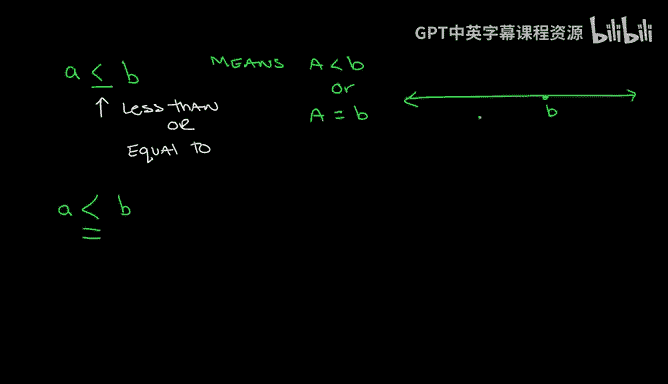 GPT中英字幕课程资源 bilibili
a ≤ b MEANS A < b
or
A = b
b
↑ Less than
OR
Equal to
a ≦ b